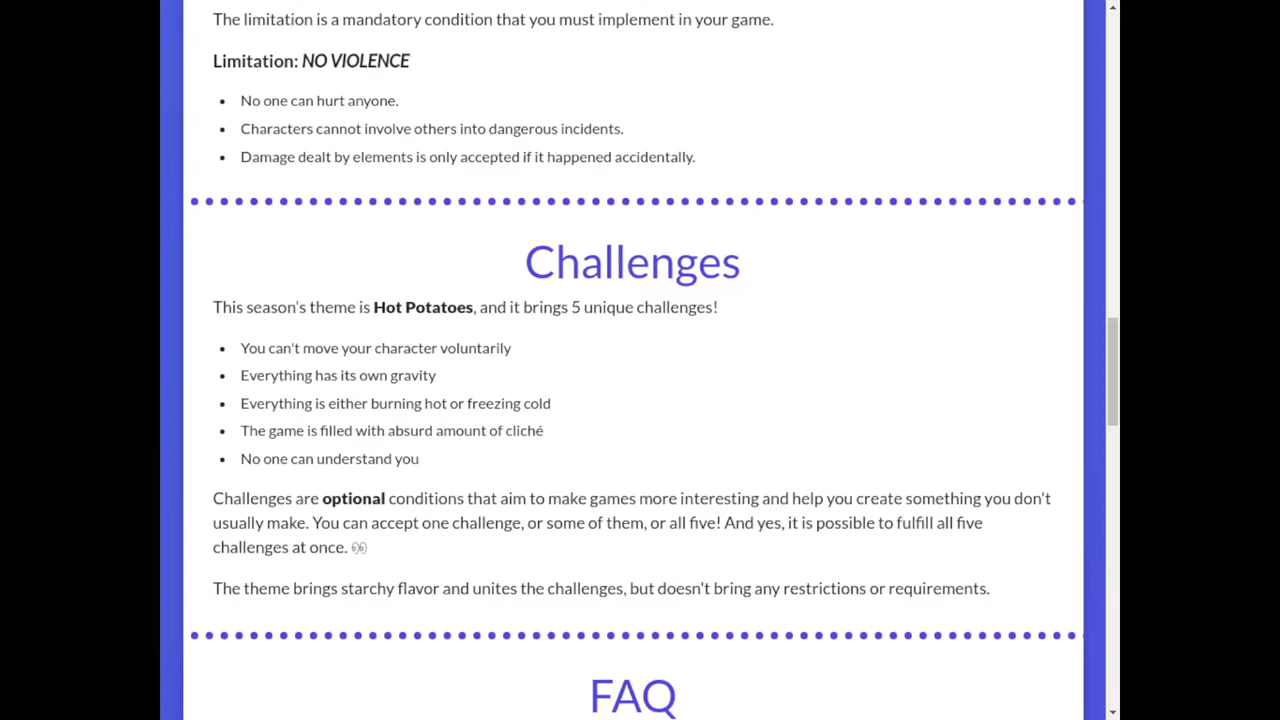 The limitation is a mandatory condition that you must implement in your game.
Limitation: NO VIOLENCE
• No one can hurt anyone.
• Characters cannot involve others into dangerous incidents.
• Damage dealt by elements is only accepted if it happened accidentally.
Challenges
This season's theme is Hot Potatoes, and it brings 5 unique challenges!
• You can't move your character voluntarily
• Everything has its own gravity
• Everything is either burning hot or freezing cold
• The game is filled with absurd amount of cliché
• No one can understand you
Challenges are optional conditions that aim to make games more interesting and help you create something you don't
usually make. You can accept one challenge, or some of them, or all five! And yes, it is possible to fulfill all five
challenges at once. 👀
The theme brings starchy flavor and unites the challenges, but doesn't bring any restrictions or requirements.
FAQ